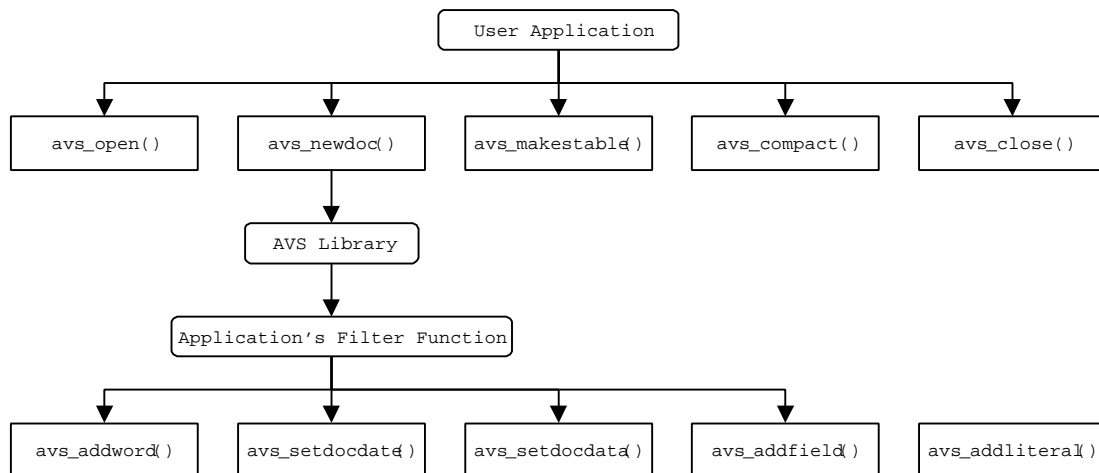 User Application
avs_open()
avs_newdoc()
avs_makestable()
avs_compact()
avs_close()
AVS Library
Application's Filter Function
avs_addword()
avs_setdocdate()
avs_setdocdata()
avs_addfield()
avs_addliteral()